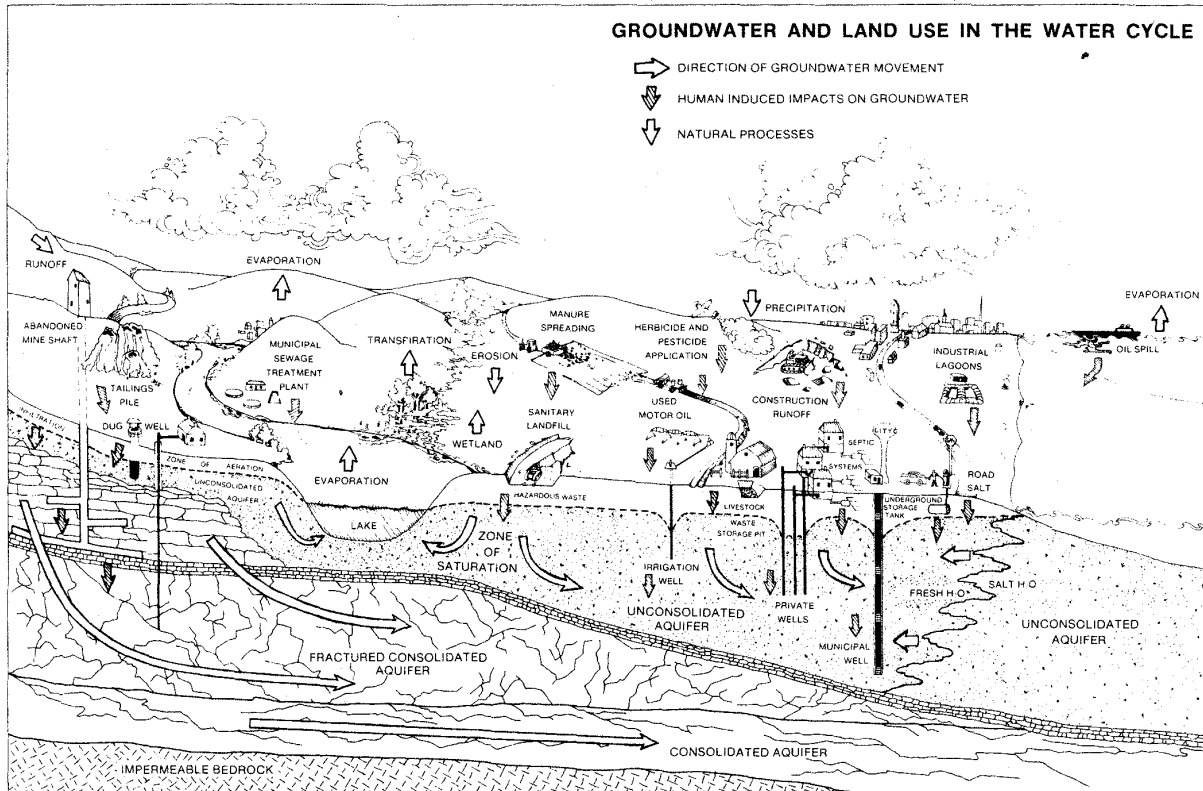 GROUNDWATER AND LAND USE IN THE WATER CYCLE
DIRECTION OF GROUNDWATER MOVEMENT
HUMAN INDUCED IMPACTS ON GROUNDWATER
NATURAL PROCESSES
RUNOFF
EVAPORATION
ABANDONED
MINE SHAFT
TAILINGS
PILE
MUNICIPAL
SEWAGE
TREATMENT
PLANT
TRANSPIRATION
EROSION
MANURE
SPREADING
HERBICIDE AND
PESTICIDE
APPLICATION
PRECIPITATION
EVAPORATION
OIL SPILL
INDUSTRIAL
LAGOONS
CONSTRUCTION
RUNOFF
USED
MOTOR OIL
SANITARY
LANDFILL
WETLAND
INFILTRATION
DUG WELL
ZONE OF AERATION
UNCONSOLIDATED
AQUIFER
EVAPORATION
LAKE
HAZARDOUS WASTE
ZONE
OF
SATURATION
LIVESTOCK
WASTE
STORAGE PIT
SEPTIC
SYSTEMS
UNDERGROUND
STORAGE
TANK
ROAD
SALT
IRRIGATION
WELL
UNCONSOLIDATED
AQUIFER
PRIVATE
WELLS
MUNICIPAL
WELL
FRESH H O
SALT H O
UNCONSOLIDATED
AQUIFER
FRACTURED CONSOLIDATED
AQUIFER
CONSOLIDATED AQUIFER
IMPERMEABLE BEDROCK